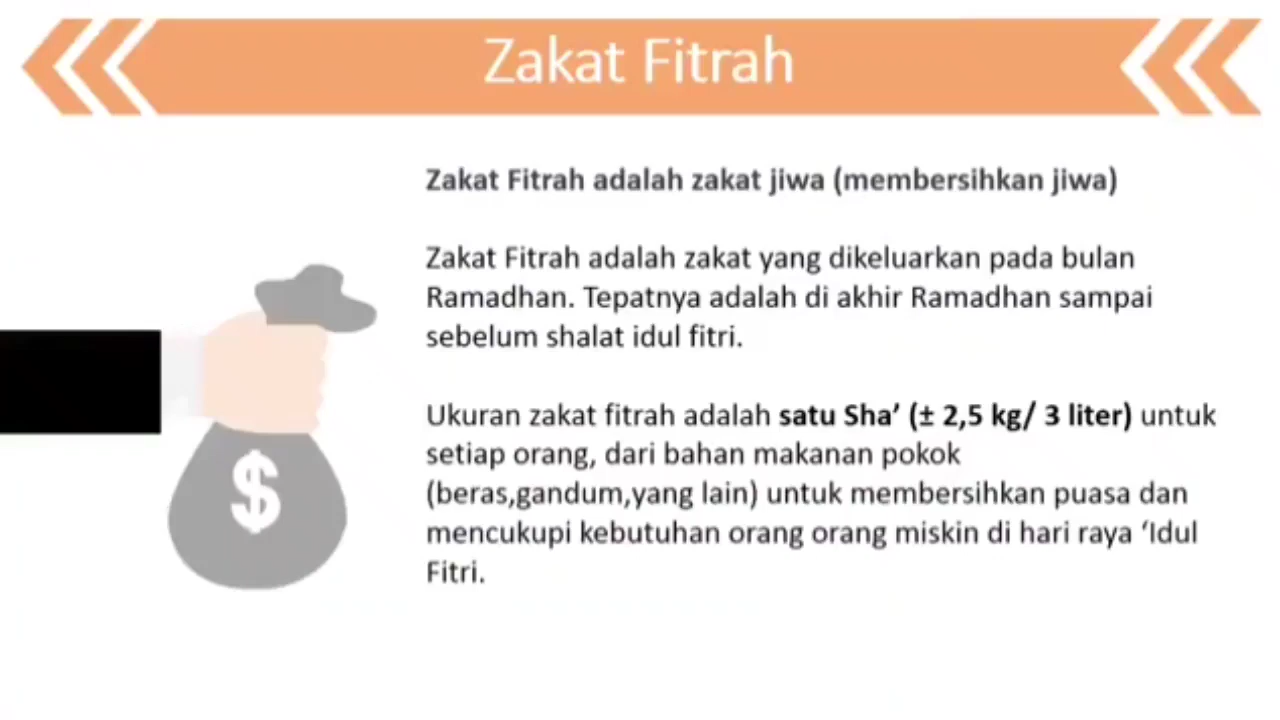 Zakat Fitrah
Zakat Fitrah adalah zakat jiwa (membersihkan jiwa)
Zakat Fitrah adalah zakat yang dikeluarkan pada bulan
Ramadhan. Tepatnya adalah di akhir Ramadhan sampai
sebelum shalat idul fitri.
Ukuran zakat fitrah adalah satu Sha’ (± 2,5 kg/ 3 liter) untuk
setiap orang, dari bahan makanan pokok
(beras,gandum,yang lain) untuk membersihkan puasa dan
mencukupi kebutuhan orang orang miskin di hari raya ‘Idul
Fitri.
$